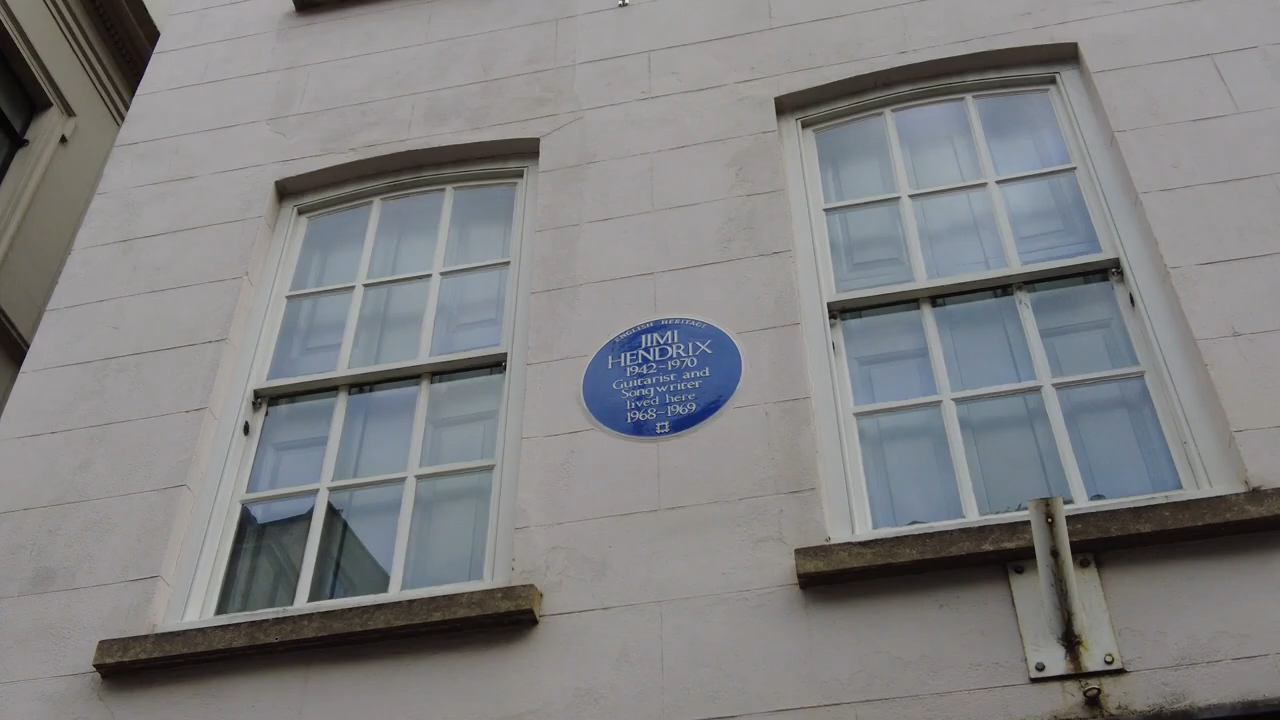 ENGLISH HERITAGE
JIMI
HENDRIX
1942-1970
Guitarist and
Songwriter
lived here
1968-1969